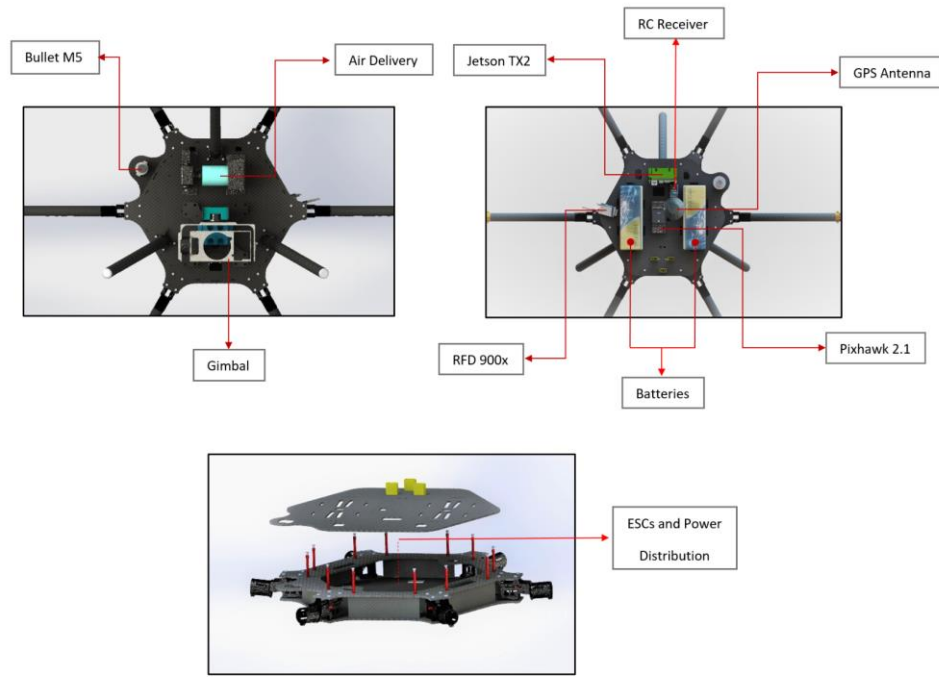 RC Receiver
Bullet M5
Air Delivery
Jetson TX2
GPS Antenna
RFD 900x
Pixhawk 2.1
Gimbal
Batteries
ESCs and Power
Distribution